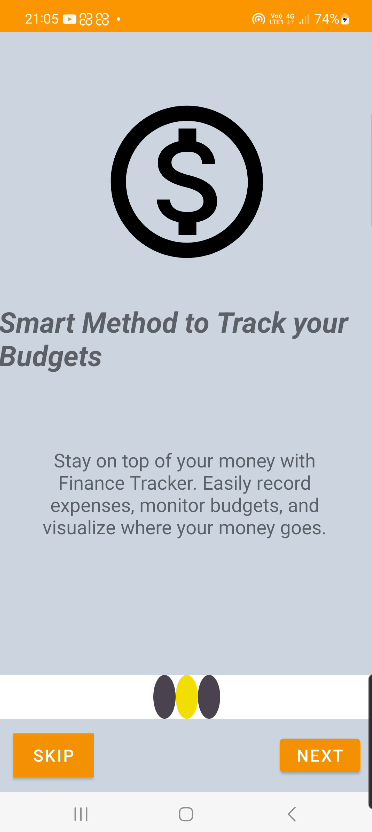 21:05
74%
$
Smart Method to Track your
Budgets
Stay on top of your money with
Finance Tracker. Easily record
expenses, monitor budgets, and
visualize where your money goes.
SKIP
NEXT